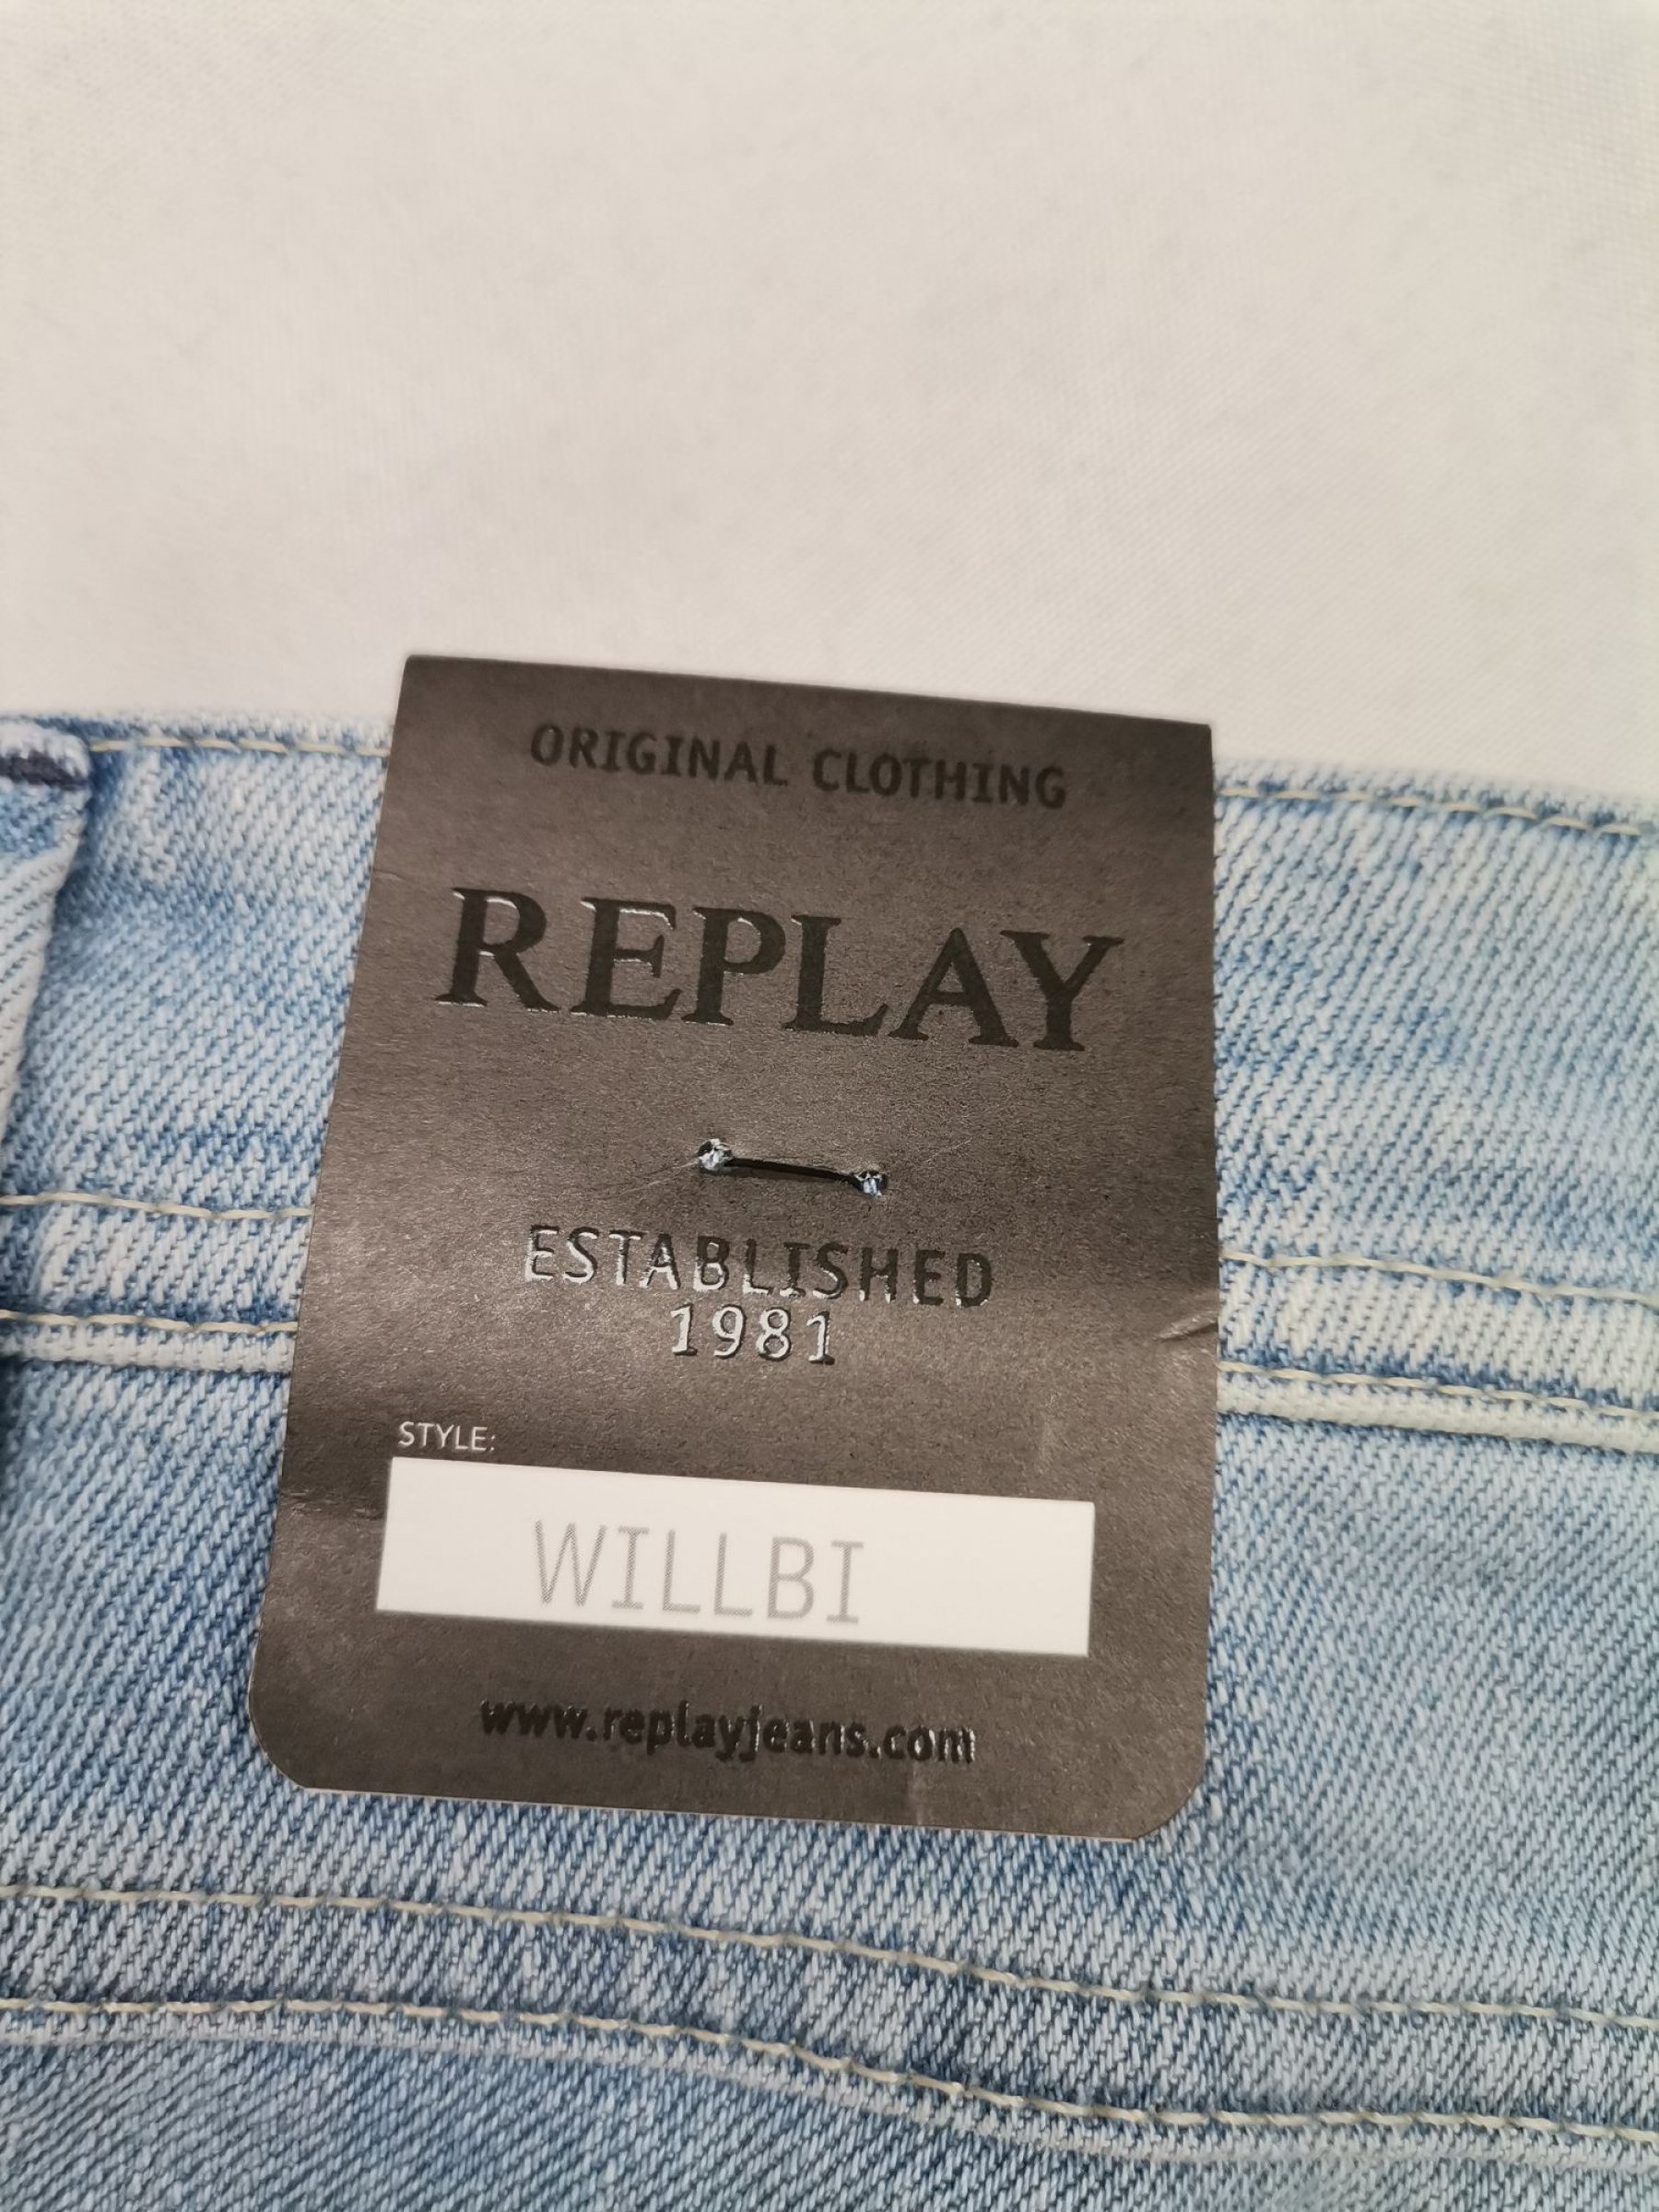 ORIGINAL CLOTHING
REPLAY
ESTABLISHED
1981
STYLE:
WILLBI
www.replayjeans.com